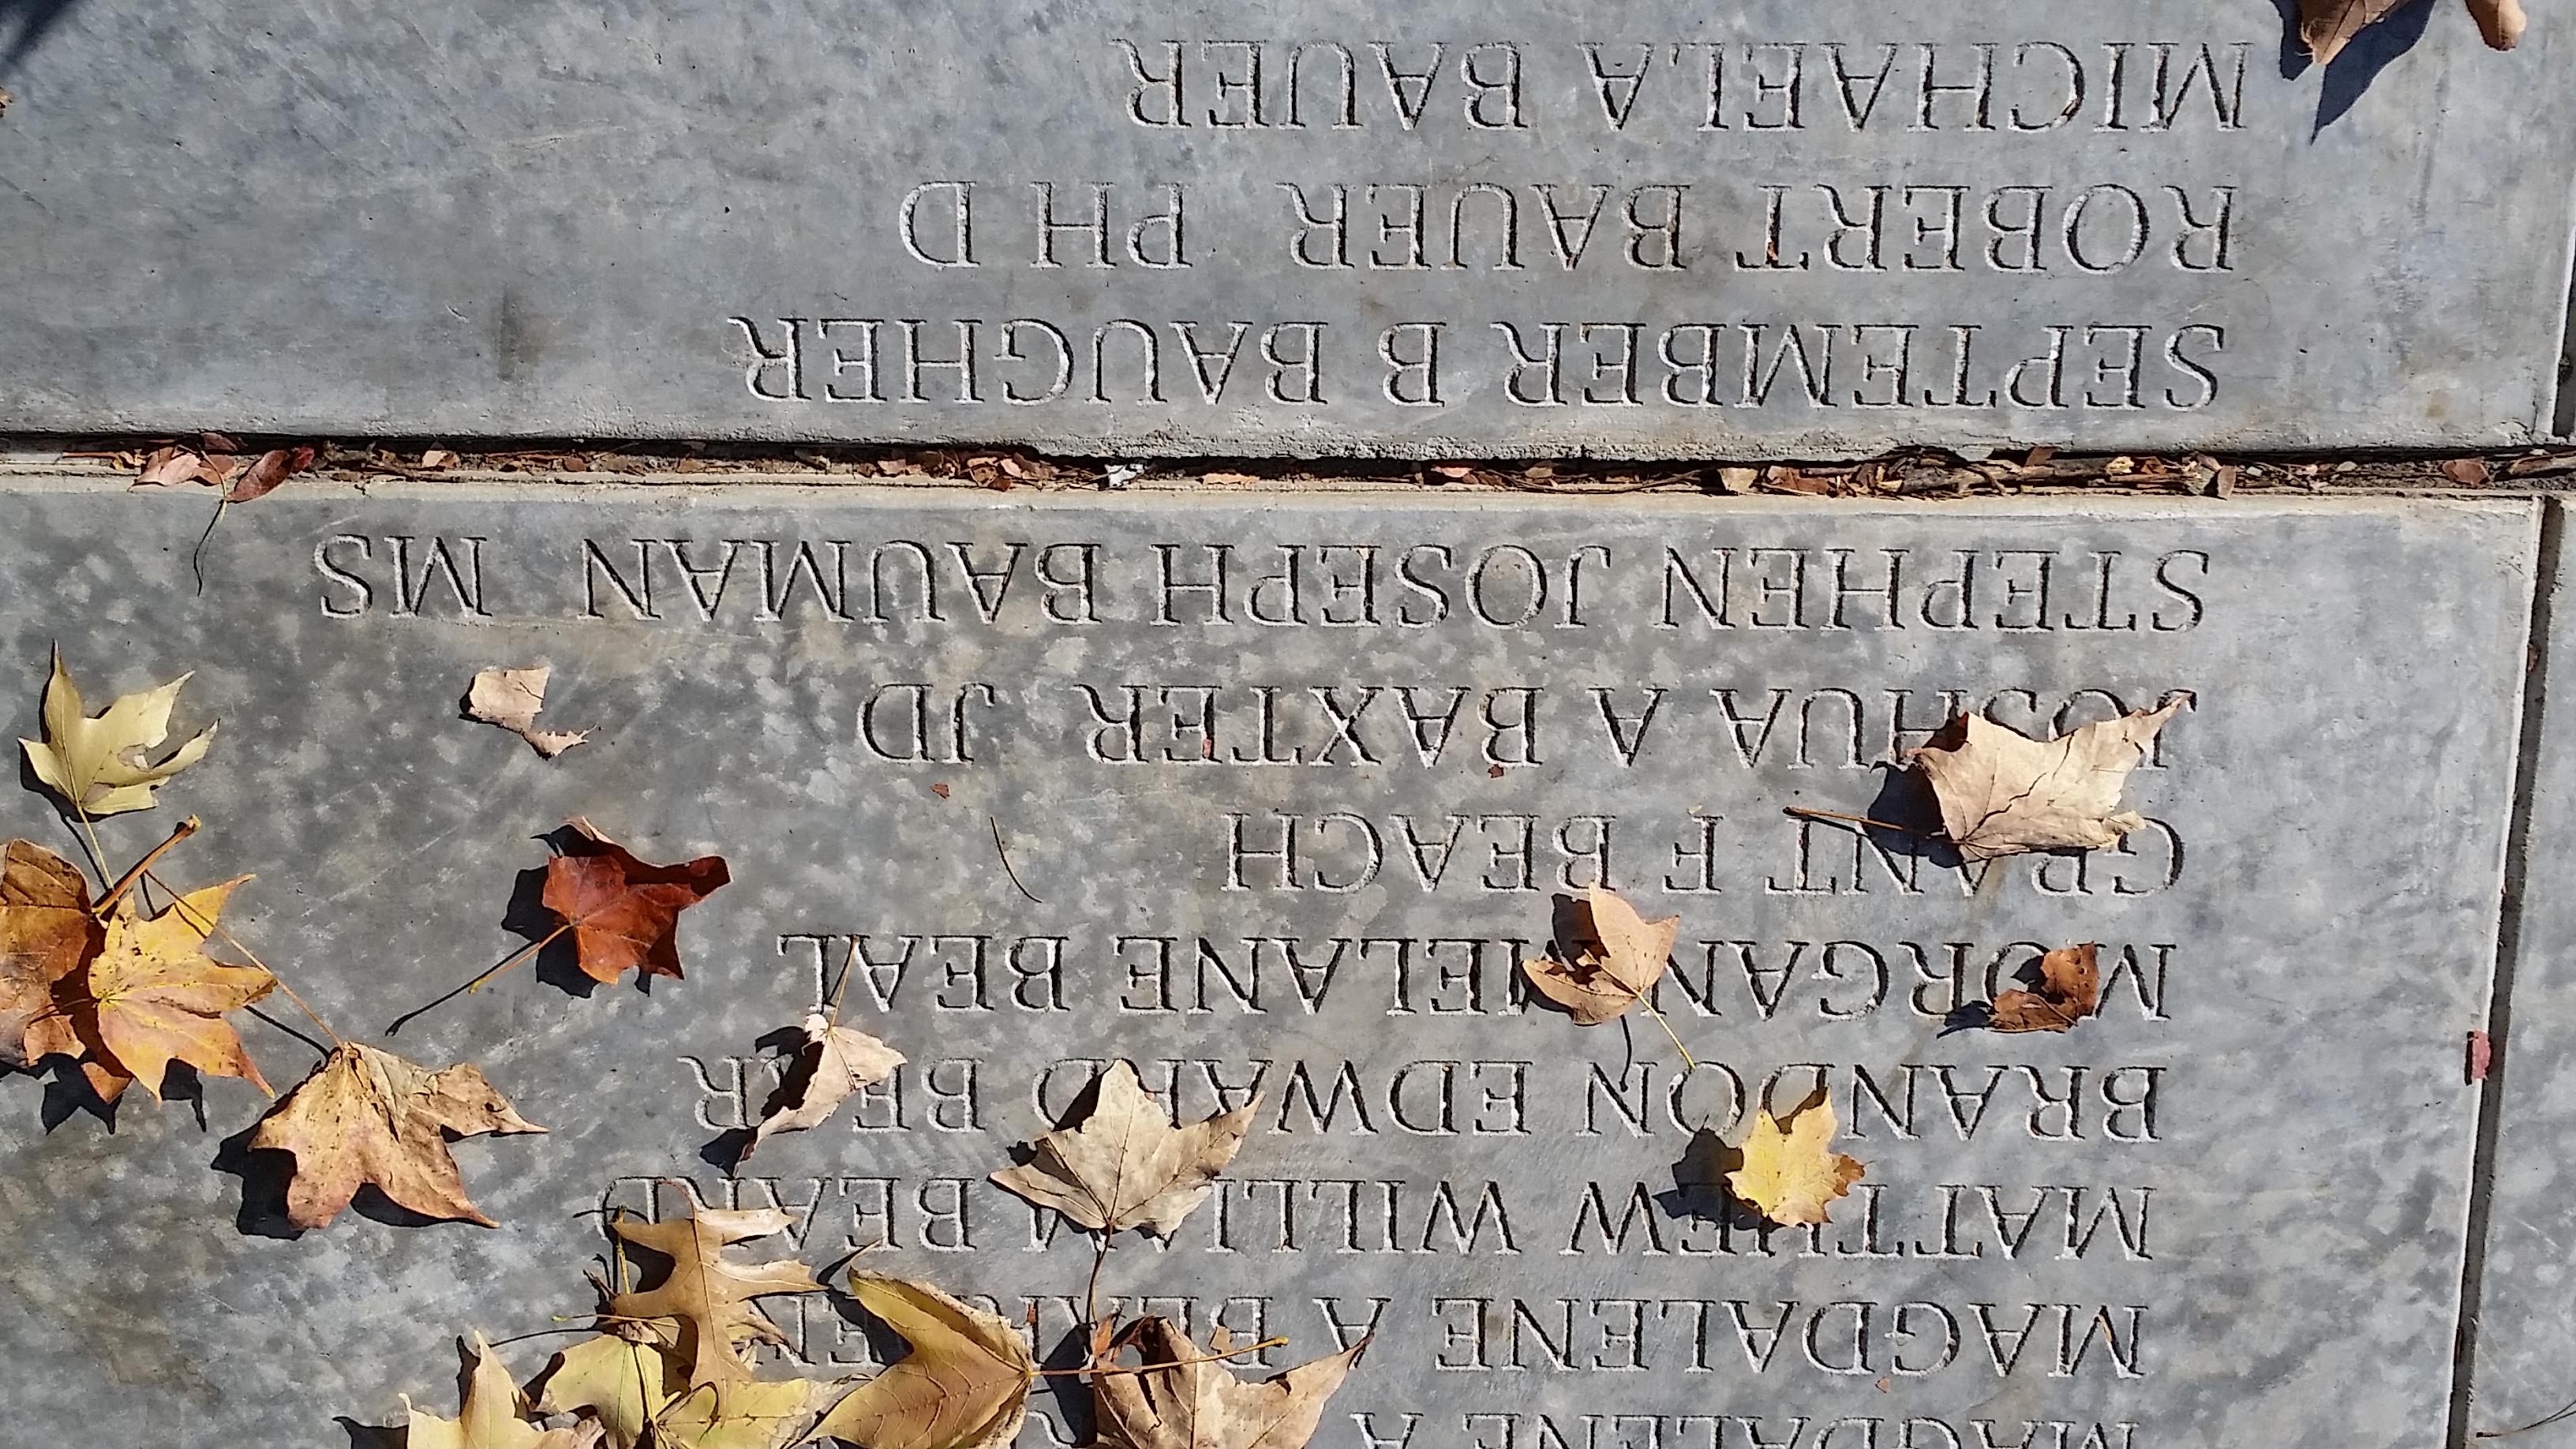 MAGDALENE A
MAGDALENE A
MATTHEW WILLIAM BEARD
BRANDON EDWARD BEAR
MORGAN MELANE BEAL
GRANT F BEACH
JOSHUA A BAXTER JD
STEPHEN JOSEPH BAUMAN MS
SEPTEMBER B BAUGHER
ROBERT BAUER PH D
MICHAELA BAUER